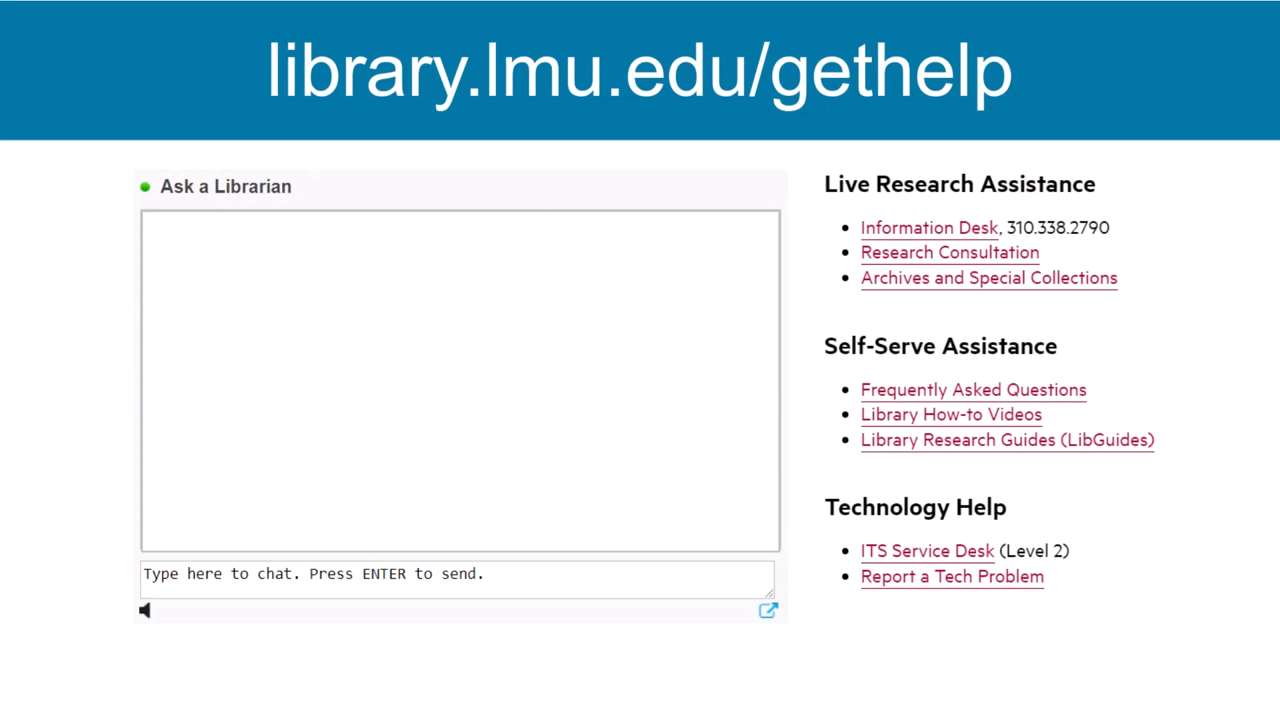 library.lmu.edu/gethelp
Ask a Librarian
Type here to chat. Press ENTER to send.
Live Research Assistance
Information Desk, 310.338.2790
Research Consultation
Archives and Special Collections
Self-Serve Assistance
Frequently Asked Questions
Library How-to Videos
Library Research Guides (LibGuides)
Technology Help
ITS Service Desk (Level 2)
Report a Tech Problem